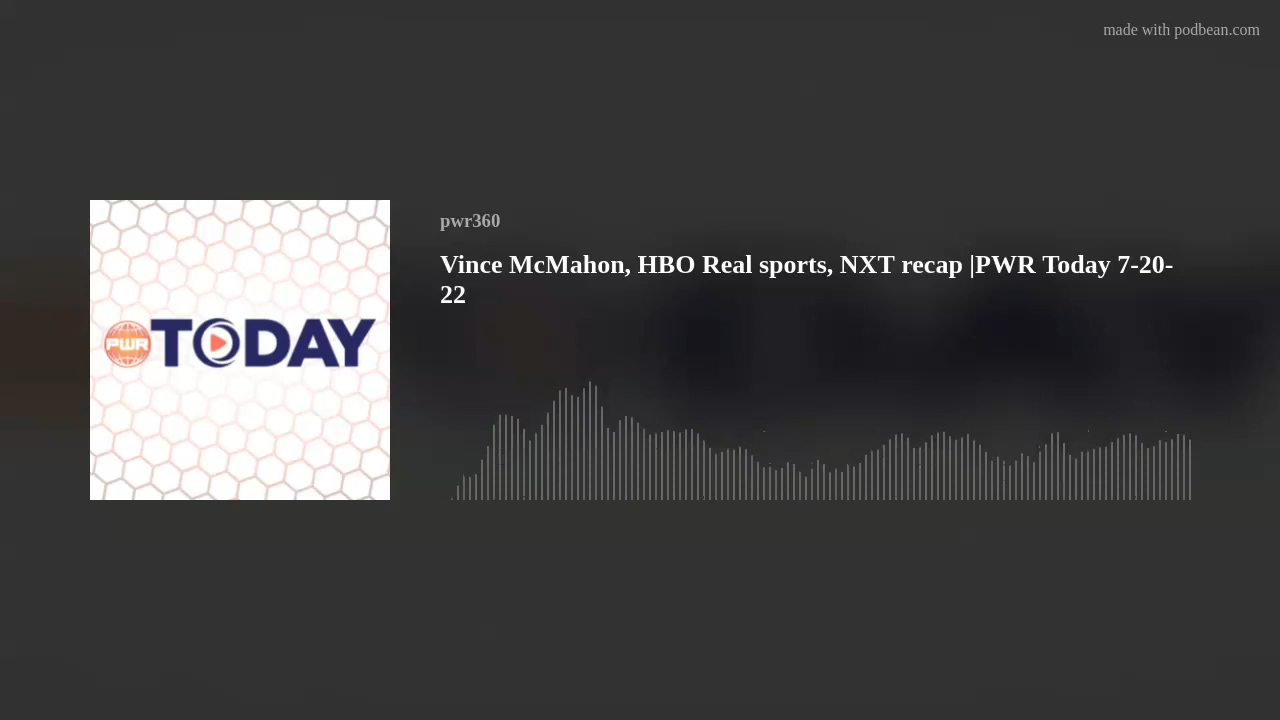 made with podbean.com
pwr360
Vince McMahon, HBO Real sports, NXT recap |PWR Today 7-20-
22
PWR TODAY